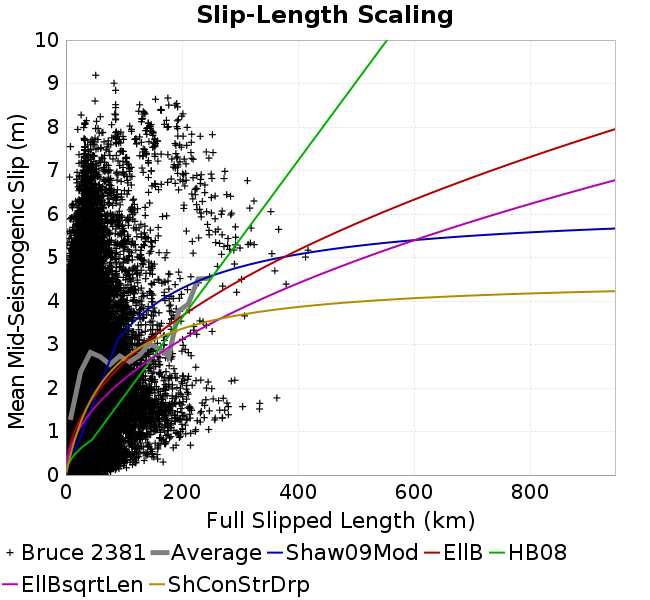 Slip-Length Scaling
10
9
8
7
6
5
4
3
2
1
0
Mean Mid-Seismogenic Slip (m)
0 200 400 600 800
Full Slipped Length (km)
Bruce 2381 Average Shaw09Mod EllB HB08
EllBsqrtLen ShConStrDrp